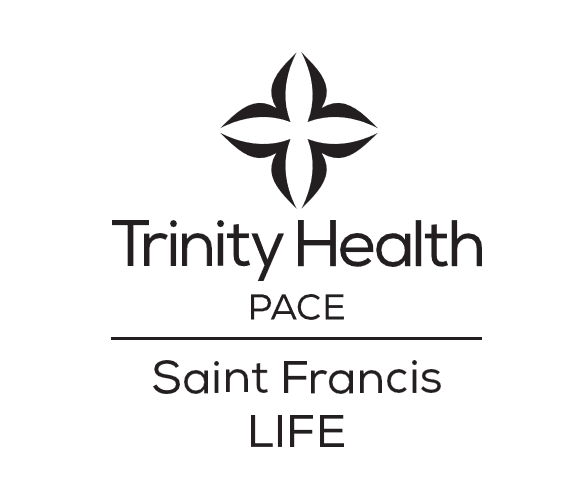 Trinity Health
PACE
Saint Francis
LIFE